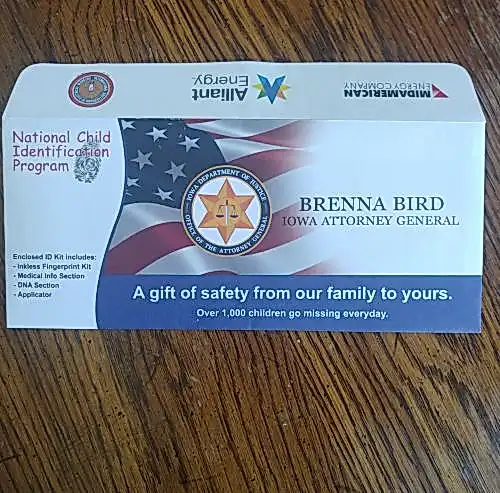 Alliant
Energy.
MIDAMERICAN
ENERGY COMPANY
National Child
Identification
Program
IOWA DEPARTMENT OF JUSTICE
OFFICE OF THE ATTORNEY GENERAL
BRENNA BIRD
IOWA ATTORNEY GENERAL
Enclosed ID Kit includes:
- Inkless Fingerprint Kit
- Medical Info Section
- DNA Section
- Applicator
A gift of safety from our family to yours.
Over 1,000 children go missing everyday.